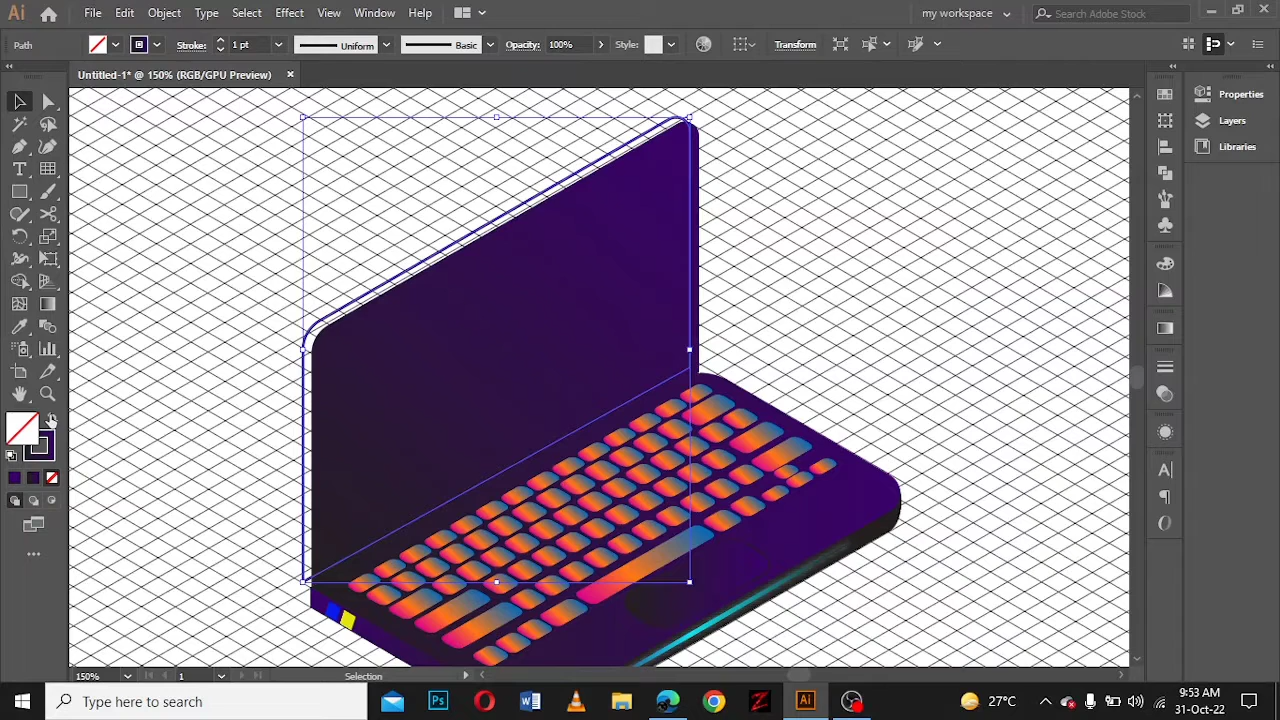 Ai File Edit Object Type Select Effect View Window Help my workspace Search Adobe Stock
Path Stroke: 1 pt Uniform Basic Opacity: 100% Style: Transform
Untitled-1* @ 150% (RGB/GPU Preview)
Properties
Layers
Libraries
150% 1 Selection
Type here to search Ps W Z Ai 27°C 9:53 AM
31-Oct-22